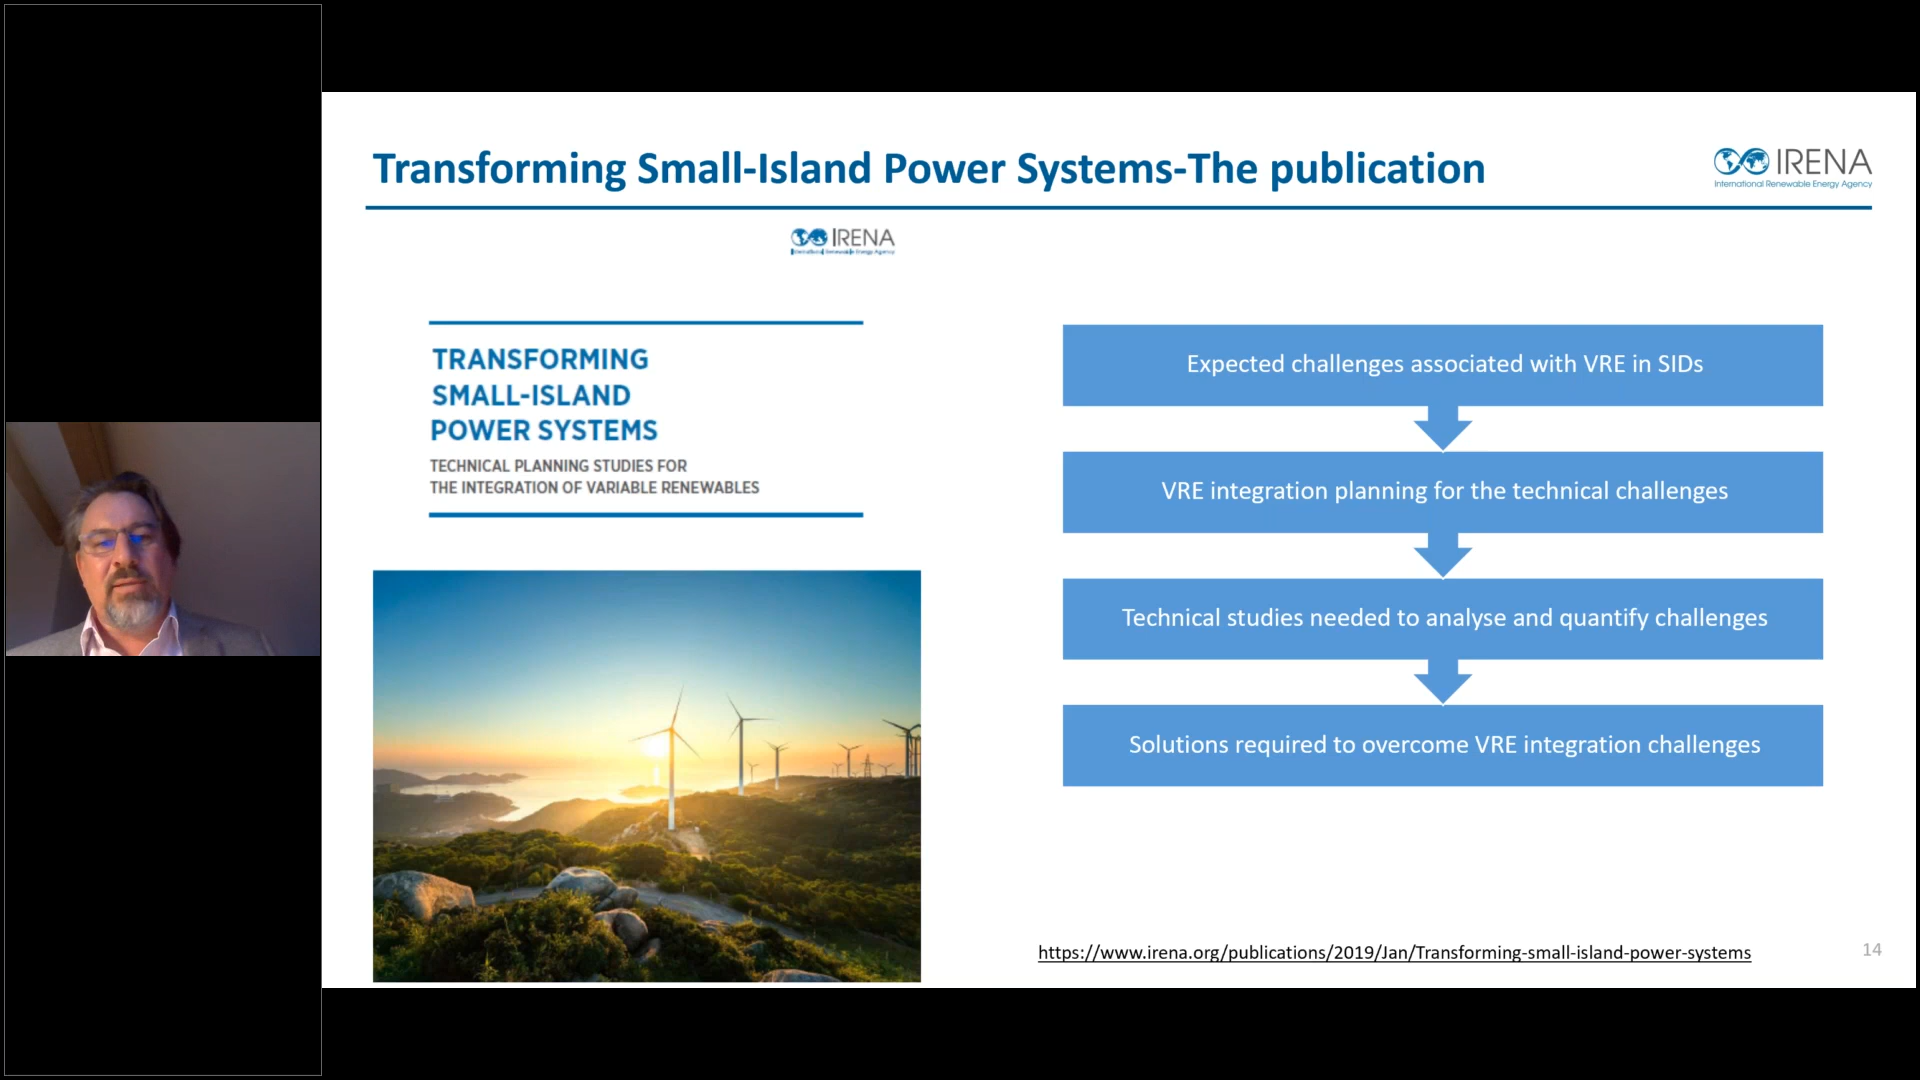 Transforming Small-Island Power Systems-The publication
IRENA
International Renewable Energy Agency
IRENA
International Renewable Energy Agency
TRANSFORMING
SMALL-ISLAND
POWER SYSTEMS
TECHNICAL PLANNING STUDIES FOR
THE INTEGRATION OF VARIABLE RENEWABLES
Expected challenges associated with VRE in SIDs
VRE integration planning for the technical challenges
Technical studies needed to analyse and quantify challenges
Solutions required to overcome VRE integration challenges
https://www.irena.org/publications/2019/Jan/Transforming-small-island-power-systems
14